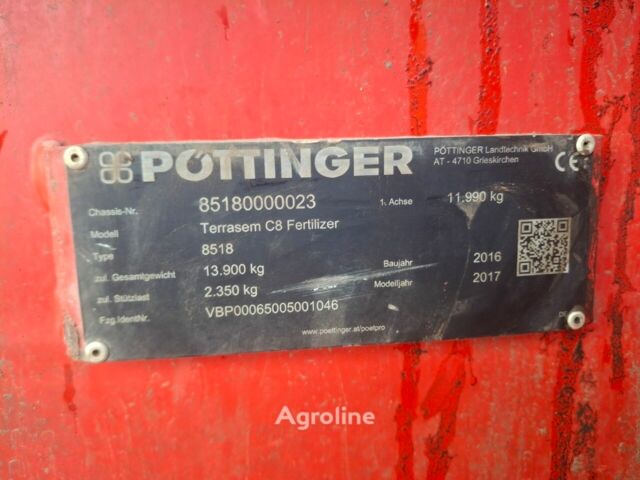 PÖTTINGER
PÖTTINGER Landtechnik GmbH
AT - 4710 Grieskirchen
CE
Chassis-Nr. 85180000023 1. Achse 11.990 kg
Modell Terrasem C8 Fertilizer
Type 8518
zul. Gesamtgewicht 13.900 kg Baujahr 2016
zul. Stützlast 2.350 kg Modelljahr 2017
Fzg.IdentNr. VBP00065005001046
www.poettinger.at/poetpro
Agroline